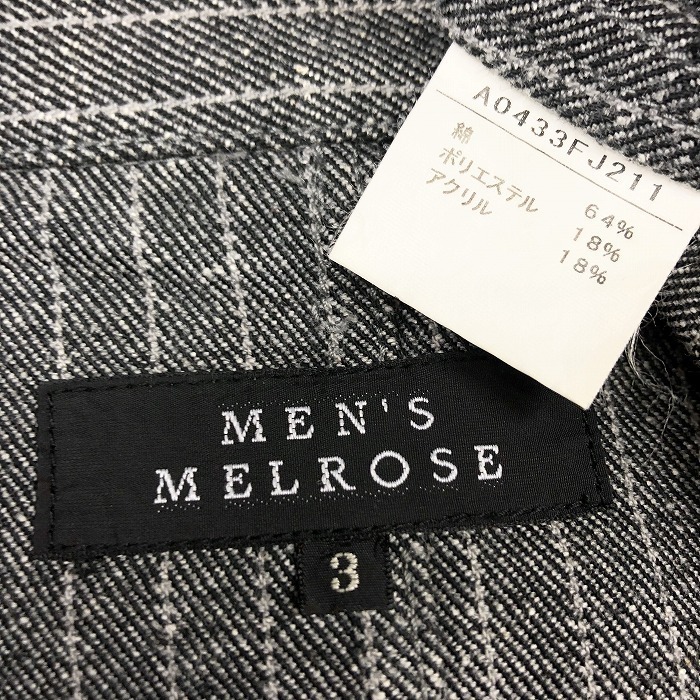 A0433FJ211
綿 64%
ポリエステル 18%
アクリル 18%
MEN'S
MELROSE
3